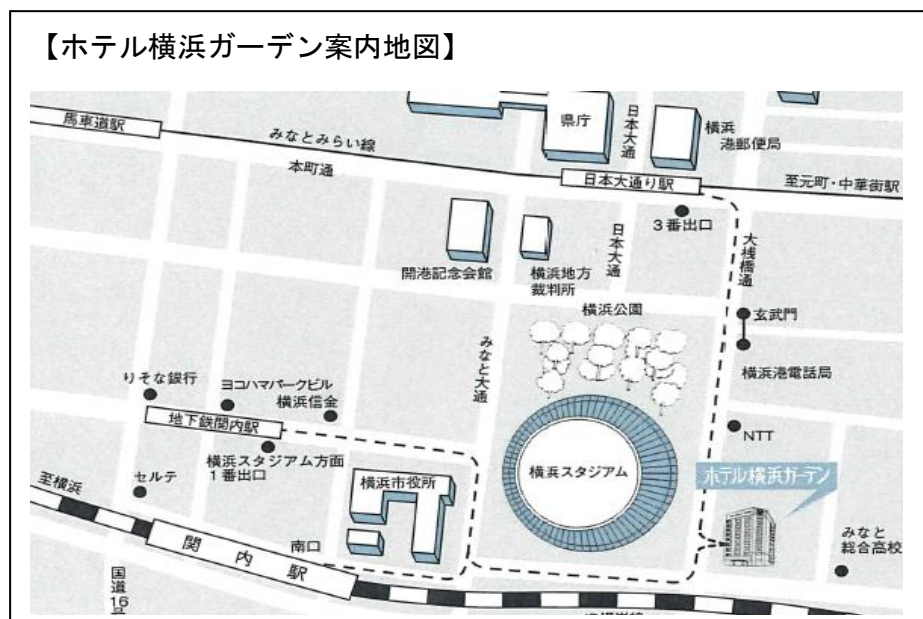 【ホテル横浜ガーデン案内地図】
馬車道駅
みなとみらい線
本町通
県庁
日本大通
横浜
港郵便局
日本大通り駅
至元町・中華街駅
3番出口
開港記念会館
横浜地方
裁判所
日本大通
大桟橋通
横浜公園
玄武門
横浜港電話局
みなと大通
りそな銀行
ヨコハマパークビル
横浜信金
地下鉄関内駅
横浜スタジアム方面
1番出口
NTT
横浜スタジアム
ホテル横浜ガーデン
横浜市役所
セルテ
至横浜
関内駅
南口
みなと
総合高校
国道16号